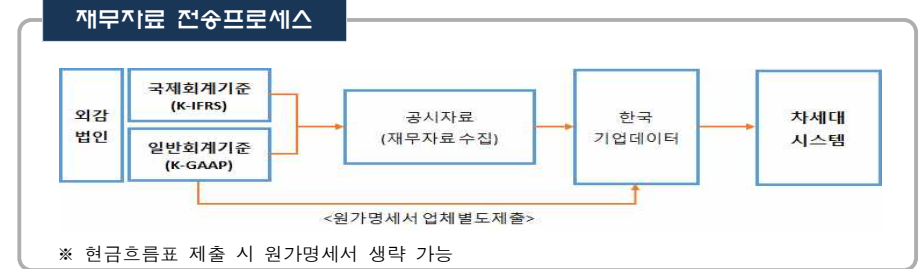 재무자료 전송프로세스
외감
법인
국제회계기준
(K-IFRS)
일반회계기준
(K-GAAP)
공시자료
(재무자료 수집)
한국
기업데이터
차세대
시스템
<원가명세서 업체별도제출>
※ 현금흐름표 제출 시 원가명세서 생략 가능